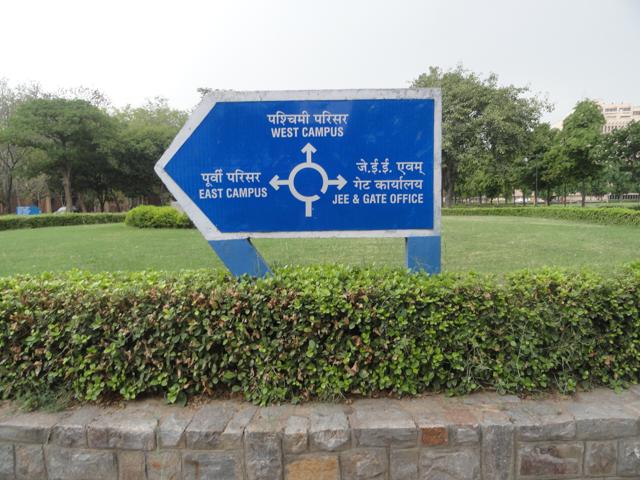 पश्चिमी परिसर
WEST CAMPUS
पूर्वी परिसर
EAST CAMPUS
जे.ई.ई. एवम्
गेट कार्यालय
JEE & GATE OFFICE